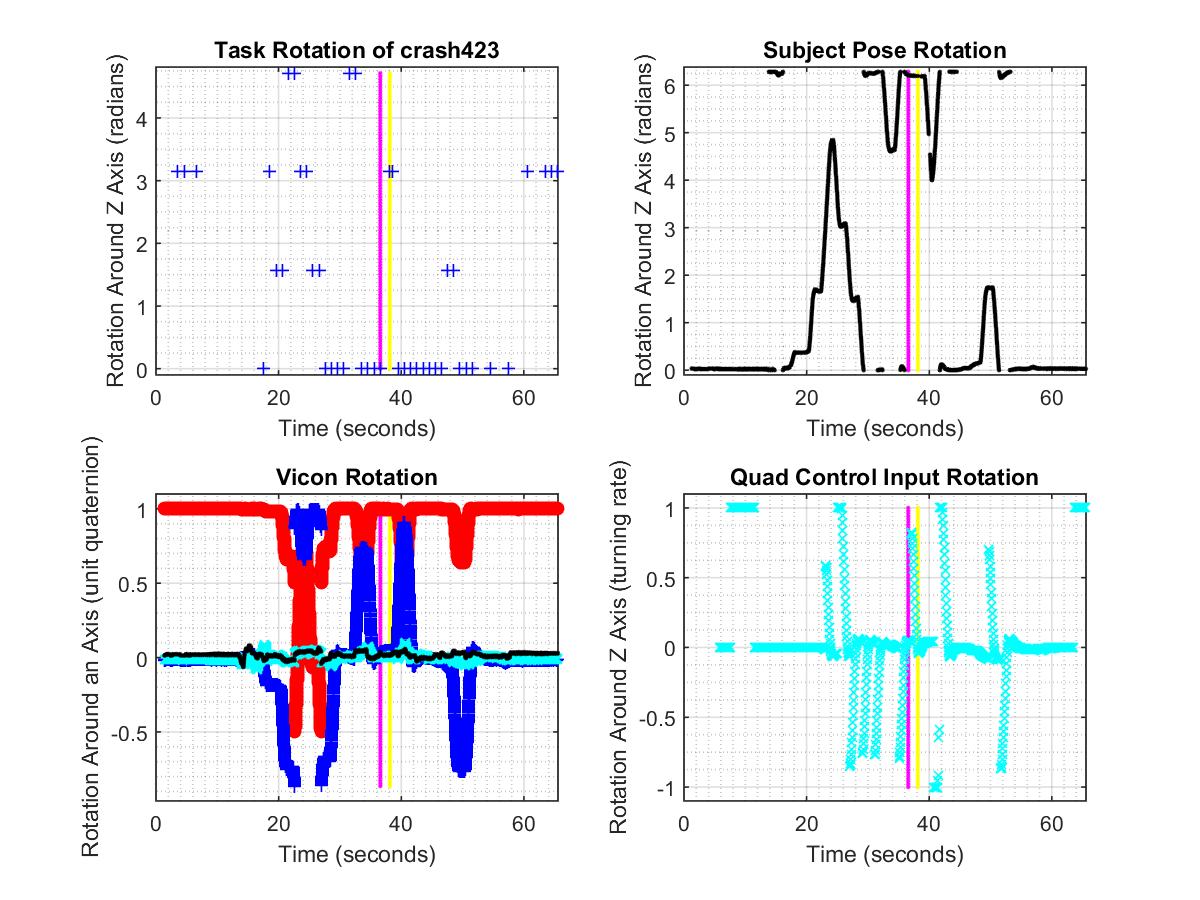 Task Rotation of crash423
Rotation Around Z Axis (radians)
4
3
2
1
0
0 20 40 60
Time (seconds)
Subject Pose Rotation
Rotation Around Z Axis (radians)
6
5
4
3
2
1
0
0 20 40 60
Time (seconds)
Vicon Rotation
Rotation Around an Axis (unit quaternion)
1
0.5
0
-0.5
0 20 40 60
Time (seconds)
Quad Control Input Rotation
Rotation Around Z Axis (turning rate)
1
0.5
0
-0.5
-1
0 20 40 60
Time (seconds)